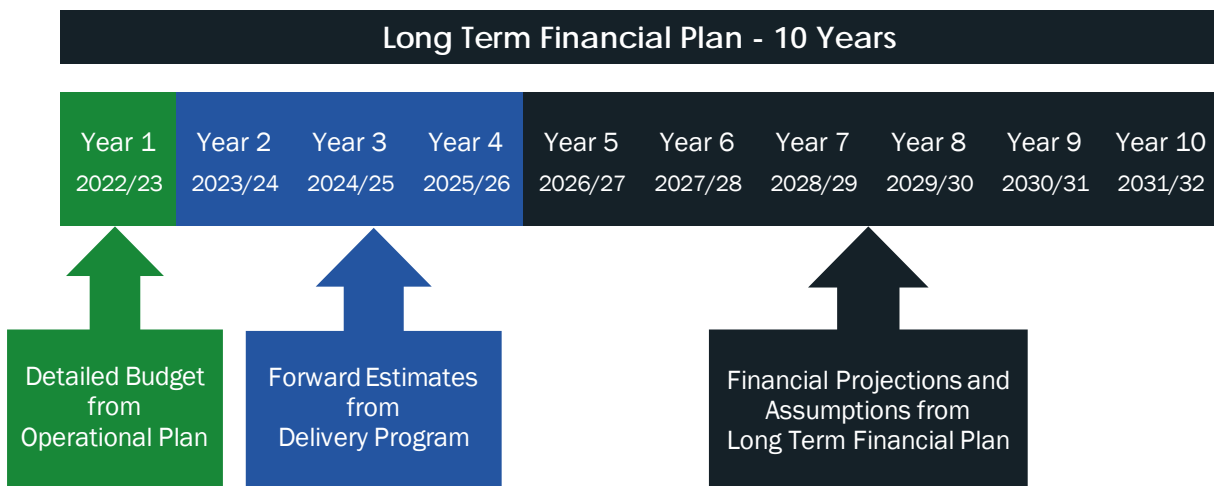 Long Term Financial Plan - 10 Years
Year 1 Year 2 Year 3 Year 4 Year 5 Year 6 Year 7 Year 8 Year 9 Year 10
2022/23 2023/24 2024/25 2025/26 2026/27 2027/28 2028/29 2029/30 2030/31 2031/32
Detailed Budget
from
Operational Plan
Forward Estimates
from
Delivery Program
Financial Projections and
Assumptions from
Long Term Financial Plan